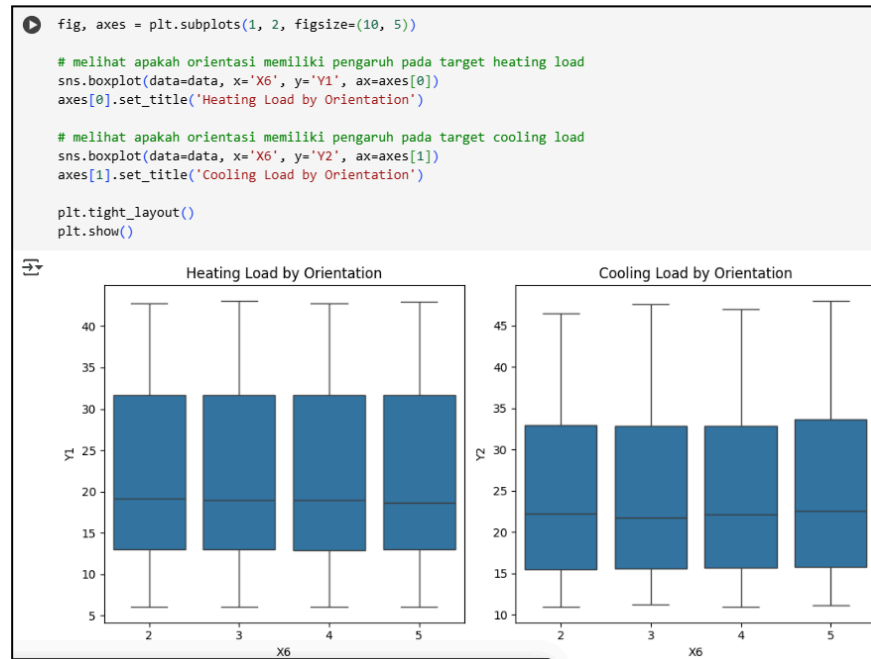 fig, axes = plt.subplots(1, 2, figsize=(10, 5))
# melihat apakah orientasi memiliki pengaruh pada target heating load
sns.boxplot(data=data, x='X6', y='Y1', ax=axes[0])
axes[0].set_title('Heating Load by Orientation')
# melihat apakah orientasi memiliki pengaruh pada target cooling load
sns.boxplot(data=data, x='X6', y='Y2', ax=axes[1])
axes[1].set_title('Cooling Load by Orientation')
plt.tight_layout()
plt.show()
Heating Load by Orientation
40
35
30
25
20
15
10
5
Y1
2 3 4 5
X6
Cooling Load by Orientation
45
40
35
30
25
20
15
10
Y2
2 3 4 5
X6